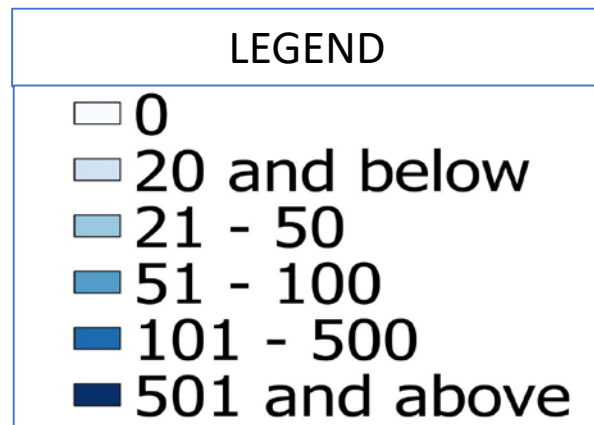 LEGEND
0
20 and below
21 - 50
51 - 100
101 - 500
501 and above